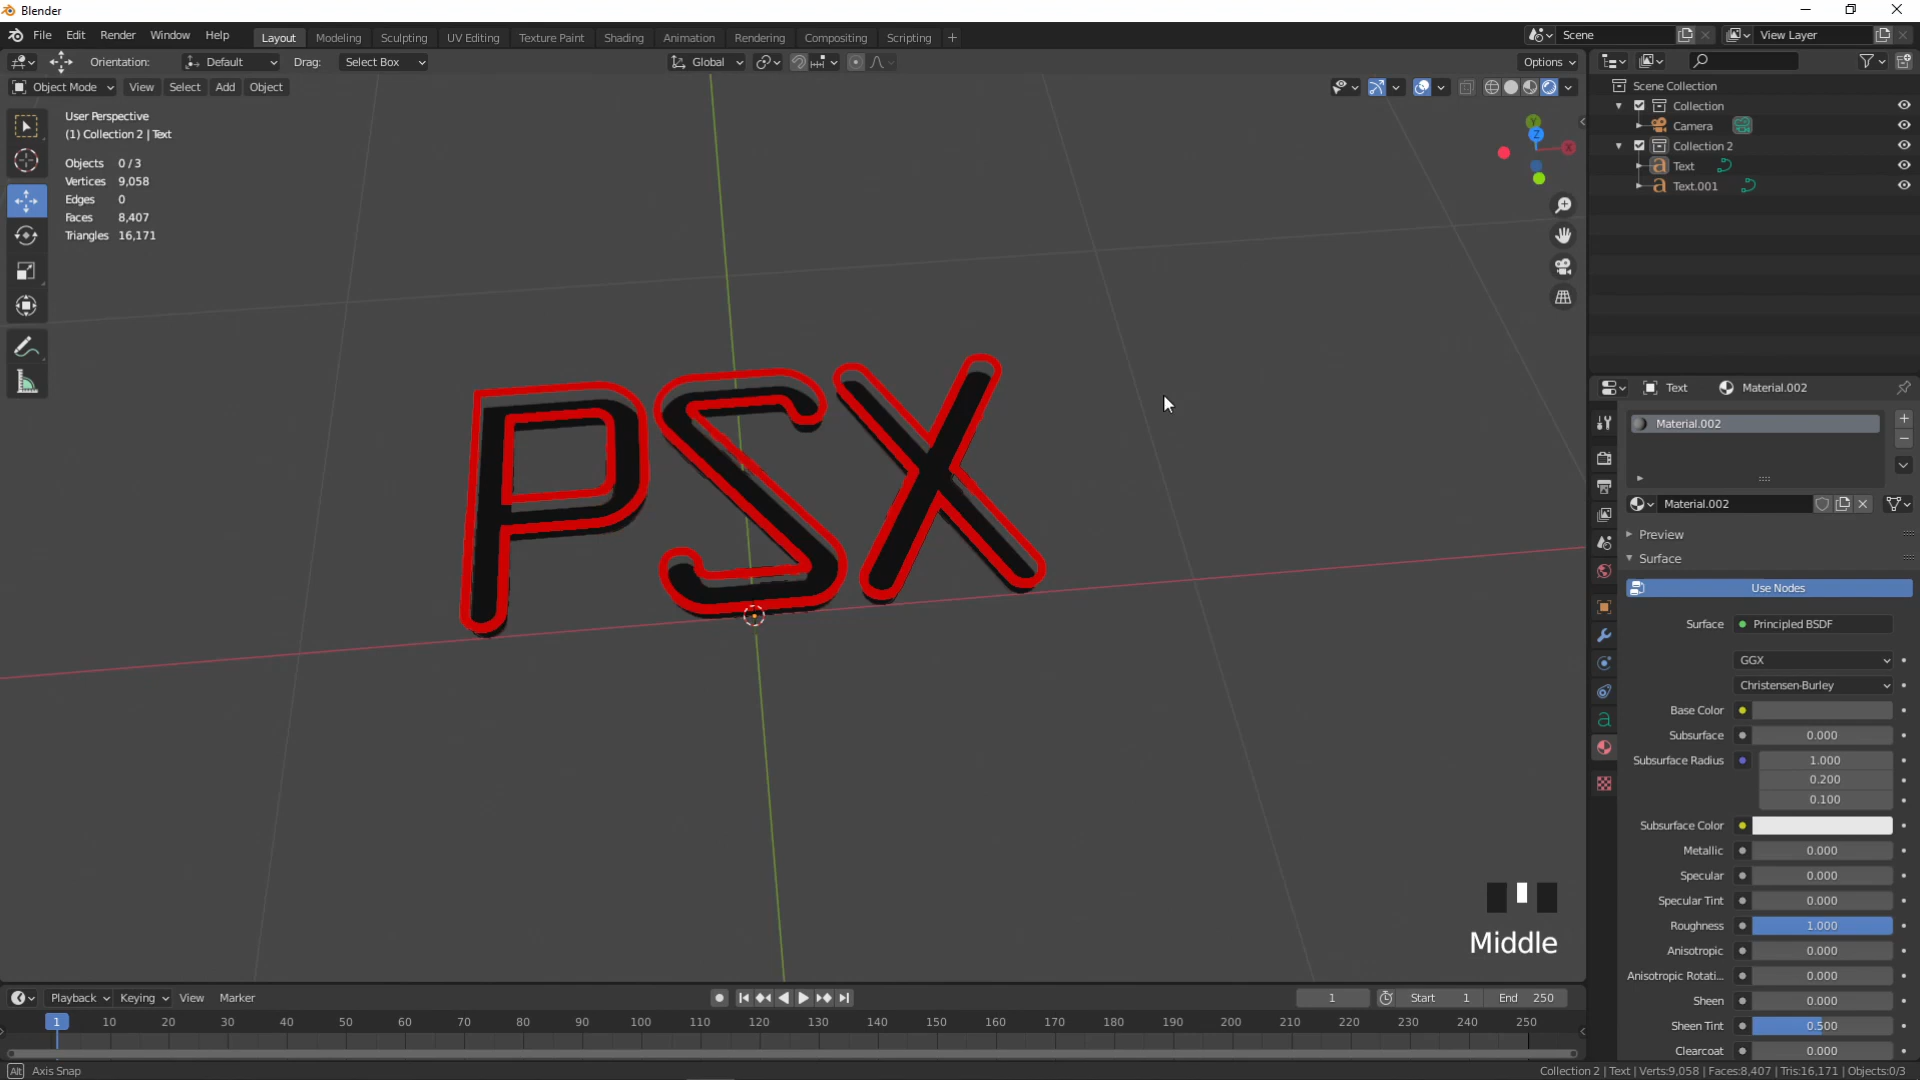 Blender
File Edit Render Window Help Layout Modeling Sculpting UV Editing Texture Paint Shading Animation Rendering Compositing Scripting + Scene View Layer
Orientation: Default Drag: Select Box Global Options
Object Mode View Select Add Object
User Perspective
(1) Collection 2 | Text
Objects 0 / 3
Vertices 9,058
Edges 0
Faces 8,407
Triangles 16,171
Y
Z
X
PSX
Middle
Scene Collection
Collection
Camera
Collection 2
Text
Text.001
Text Material.002
Material.002
Material.002
Preview
Surface
Use Nodes
Surface Principled BSDF
GGX
Christensen-Burley
Base Color
Subsurface 0.000
Subsurface Radius 1.000
0.200
0.100
Subsurface Color
Metallic 0.000
Specular 0.000
Specular Tint 0.000
Roughness 1.000
Anisotropic 0.000
Anisotropic Rotati... 0.000
Sheen 0.000
Sheen Tint 0.500
Clearcoat 0.000
Playback Keying View Marker 1 Start 1 End 250
1 10 20 30 40 50 60 70 80 90 100 110 120 130 140 150 160 170 180 190 200 210 220 230 240 250
Alt Axis Snap
Collection 2 | Text | Verts:9,058 | Faces:8,407 | Tris:16,171 | Objects:0/3